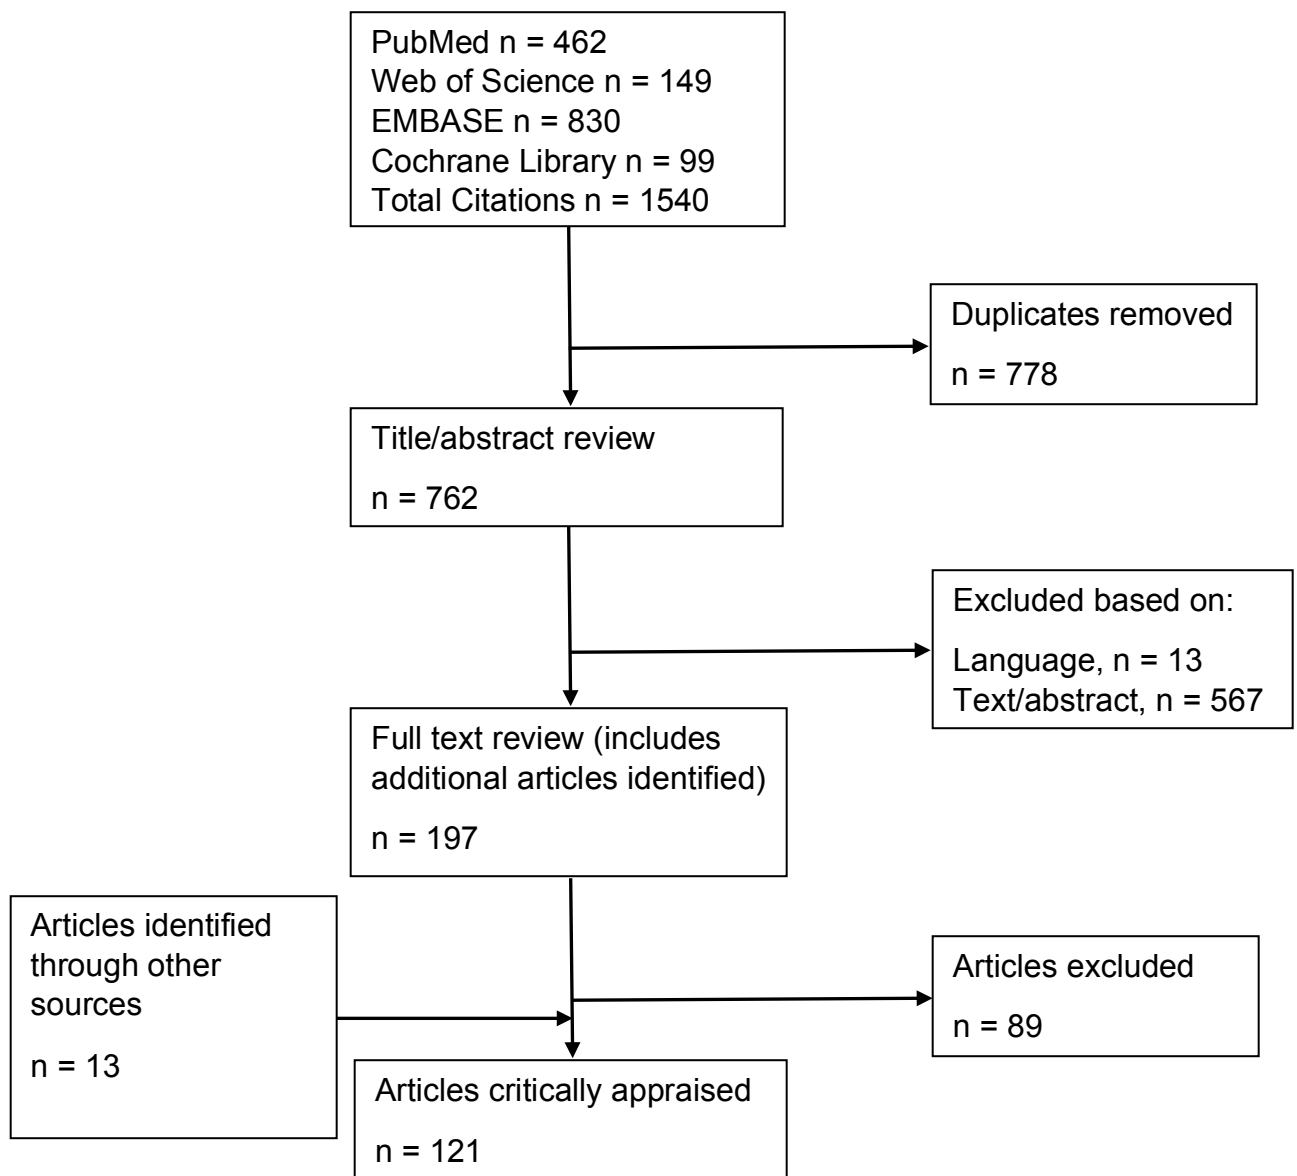 PubMed n = 462
Web of Science n = 149
EMBASE n = 830
Cochrane Library n = 99
Total Citations n = 1540
Duplicates removed
n = 778
Title/abstract review
n = 762
Excluded based on:
Language, n = 13
Text/abstract, n = 567
Full text review (includes
additional articles identified)
n = 197
Articles identified
through other
sources
n = 13
Articles excluded
n = 89
Articles critically appraised
n = 121